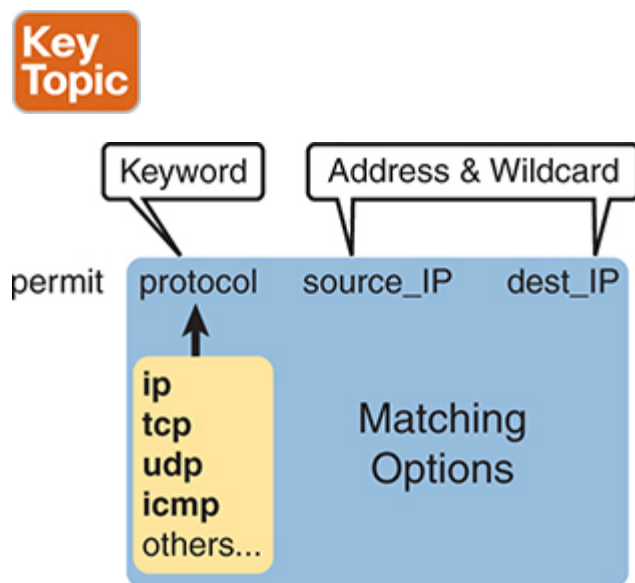 Key
Topic
Keyword
Address & Wildcard
permit protocol source_IP dest_IP
ip
tcp
udp
icmp
others...
Matching
Options